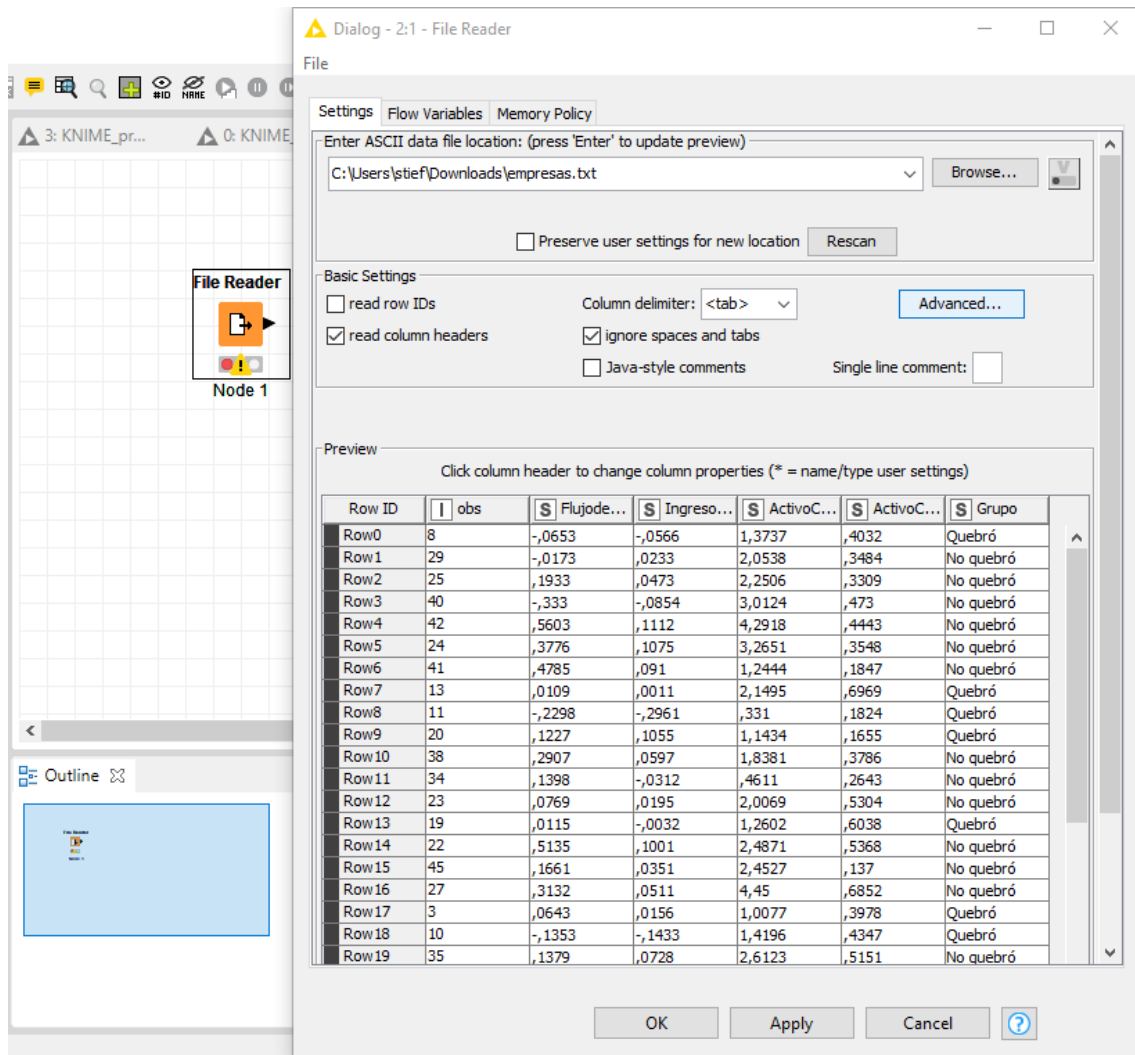 Dialog - 2:1 - File Reader
File
#ID NAME
3: KNIME_pr...
0: KNIME_
File Reader
Node 1
Outline
Settings Flow Variables Memory Policy
Enter ASCII data file location: (press 'Enter' to update preview)
C:\Users\stief\Downloads\empresas.txt Browse... V
Preserve user settings for new location Rescan
Basic Settings
read row IDs Column delimiter: <tab> Advanced...
read column headers ignore spaces and tabs
Java-style comments Single line comment:
Preview
Click column header to change column properties (* = name/type user settings)
Row ID I obs S Flujode... S Ingreso... S ActivoC... S ActivoC... S Grupo
Row0 8 -,0653 -,0566 1,3737 ,4032 Quebró
Row1 29 -,0173 ,0233 2,0538 ,3484 No quebró
Row2 25 ,1933 ,0473 2,2506 ,3309 No quebró
Row3 40 -,333 -,0854 3,0124 ,473 No quebró
Row4 42 ,5603 ,1112 4,2918 ,4443 No quebró
Row5 24 ,3776 ,1075 3,2651 ,3548 No quebró
Row6 41 ,4785 ,091 1,2444 ,1847 No quebró
Row7 13 ,0109 ,0011 2,1495 ,6969 Quebró
Row8 11 -,2298 -,2961 ,331 ,1824 Quebró
Row9 20 ,1227 ,1055 1,1434 ,1655 Quebró
Row10 38 ,2907 ,0597 1,8381 ,3786 No quebró
Row11 34 ,1398 -,0312 ,4611 ,2643 No quebró
Row12 23 ,0769 ,0195 2,0069 ,5304 No quebró
Row13 19 ,0115 -,0032 1,2602 ,6038 Quebró
Row14 22 ,5135 ,1001 2,4871 ,5368 No quebró
Row15 45 ,1661 ,0351 2,4527 ,137 No quebró
Row16 27 ,3132 ,0511 4,45 ,6852 No quebró
Row17 3 ,0643 ,0156 1,0077 ,3978 Quebró
Row18 10 -,1353 -,1433 1,4196 ,4347 Quebró
Row19 35 ,1379 ,0728 2,6123 ,5151 No quebró
OK Apply Cancel ?